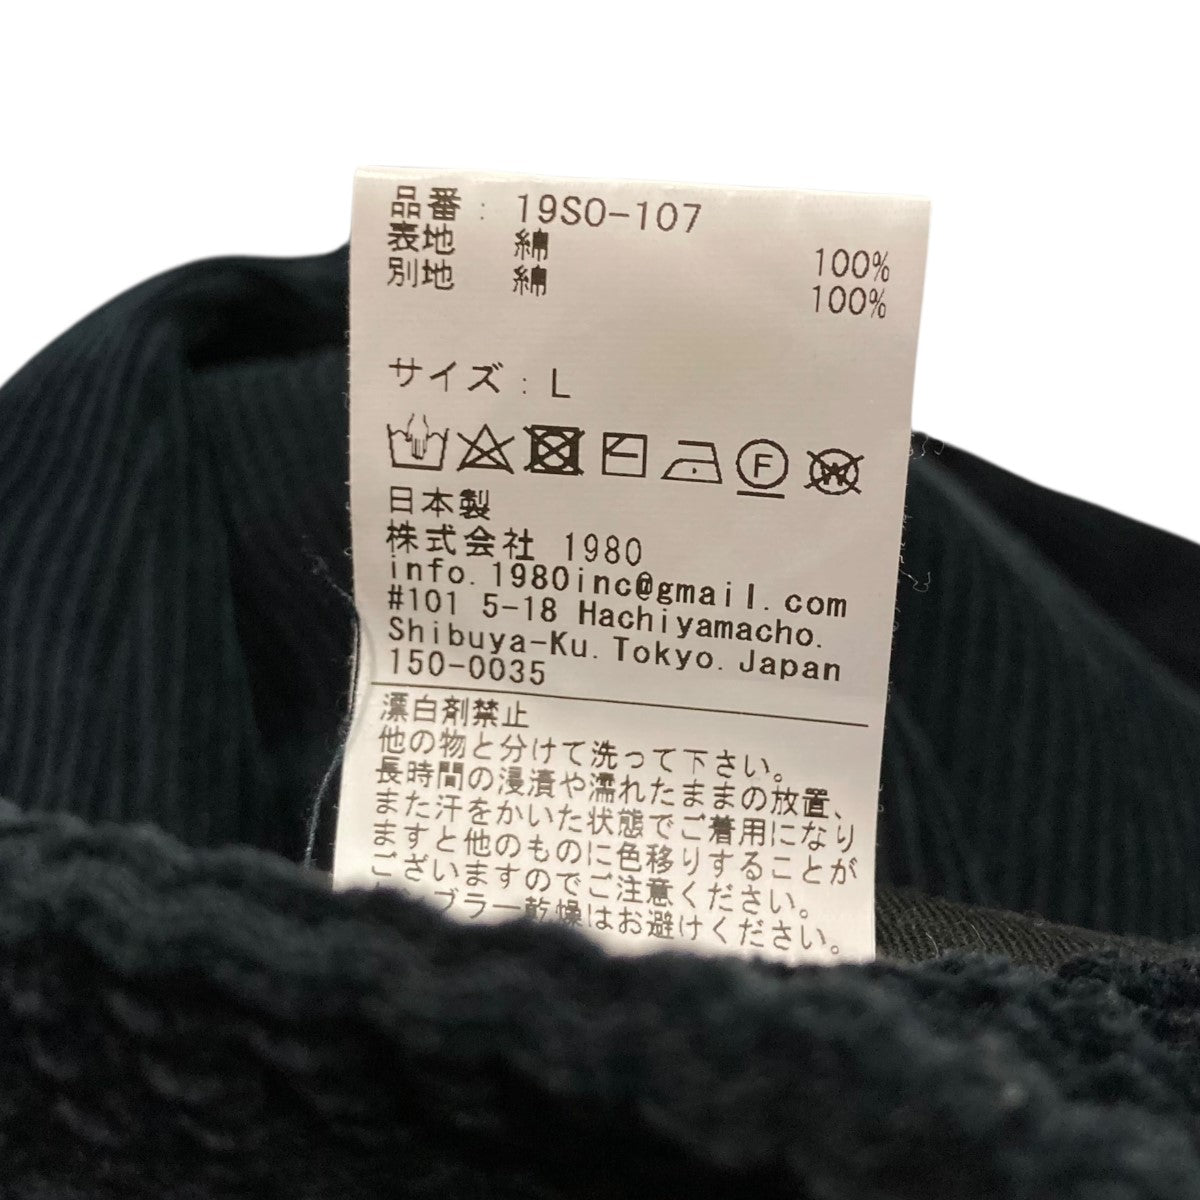 品番: 19SO-107
表地 綿 100%
別地 綿 100%
サイズ: L
F W
日本製
株式会社 1980
info.1980inc@gmail.com
#101 5-18 Hachiyamacho.
Shibuya-Ku.Tokyo.Japan
150-0035
漂白剤禁止
他の物と分けて洗って下さい。
長時間の浸漬や濡れたままの放置、
また汗をかいた状態でご着用になり
ますと他のものに色移りすることが
ございますのでご注意ください。
ブラー乾燥はお避けください。